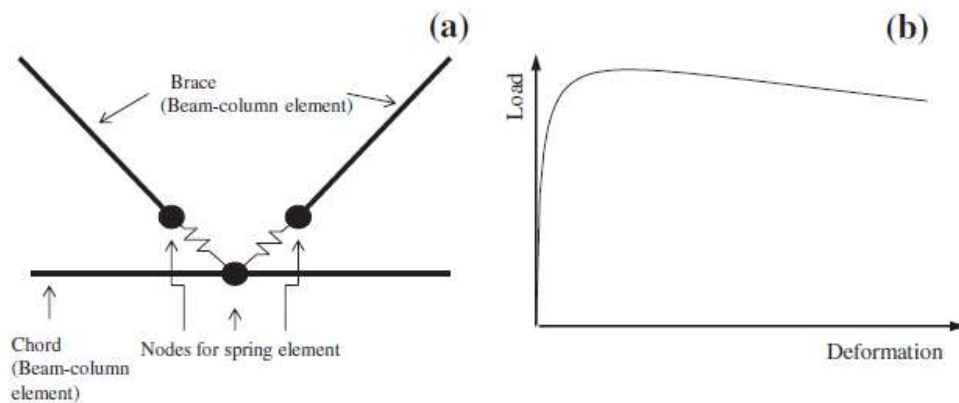 (a)
Brace
(Beam-column element)
Chord
(Beam-column
element)
Nodes for spring element
(b)
Load
Deformation